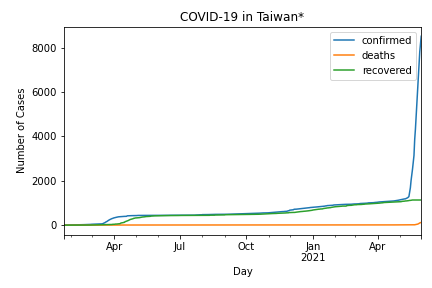 COVID-19 in Taiwan*
confirmed
deaths
recovered
Number of Cases
8000
6000
4000
2000
0
Apr
Jul
Oct
Jan
2021
Apr
Day